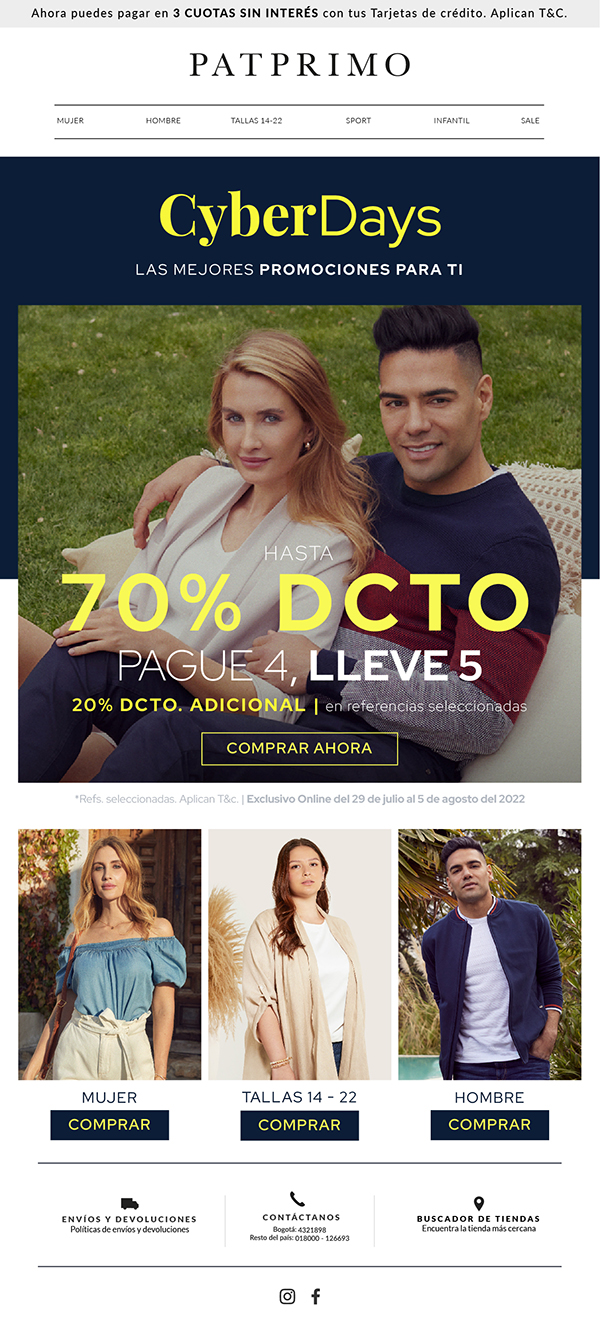 Ahora puedes pagar en 3 CUOTAS SIN INTERÉS con tus Tarjetas de crédito. Aplican T&C.
PATPRIMO
MUJER HOMBRE TALLAS 14-22 SPORT INFANTIL SALE
CyberDays
LAS MEJORES PROMOCIONES PARA TI
HASTA
70% DCTO
PAGUE 4, LLEVE 5
20% DCTO. ADICIONAL | en referencias seleccionadas
COMPRAR AHORA
*Refs. seleccionadas. Aplican T&c. | Exclusivo Online del 29 de julio al 5 de agosto del 2022
MUJER TALLAS 14 - 22 HOMBRE
COMPRAR COMPRAR COMPRAR
ENVÍOS Y DEVOLUCIONES
Políticas de envíos y devoluciones
CONTÁCTANOS
Bogotá: 4321898
Resto del país: 018000 - 126693
BUSCADOR DE TIENDAS
Encuentra la tienda más cercana